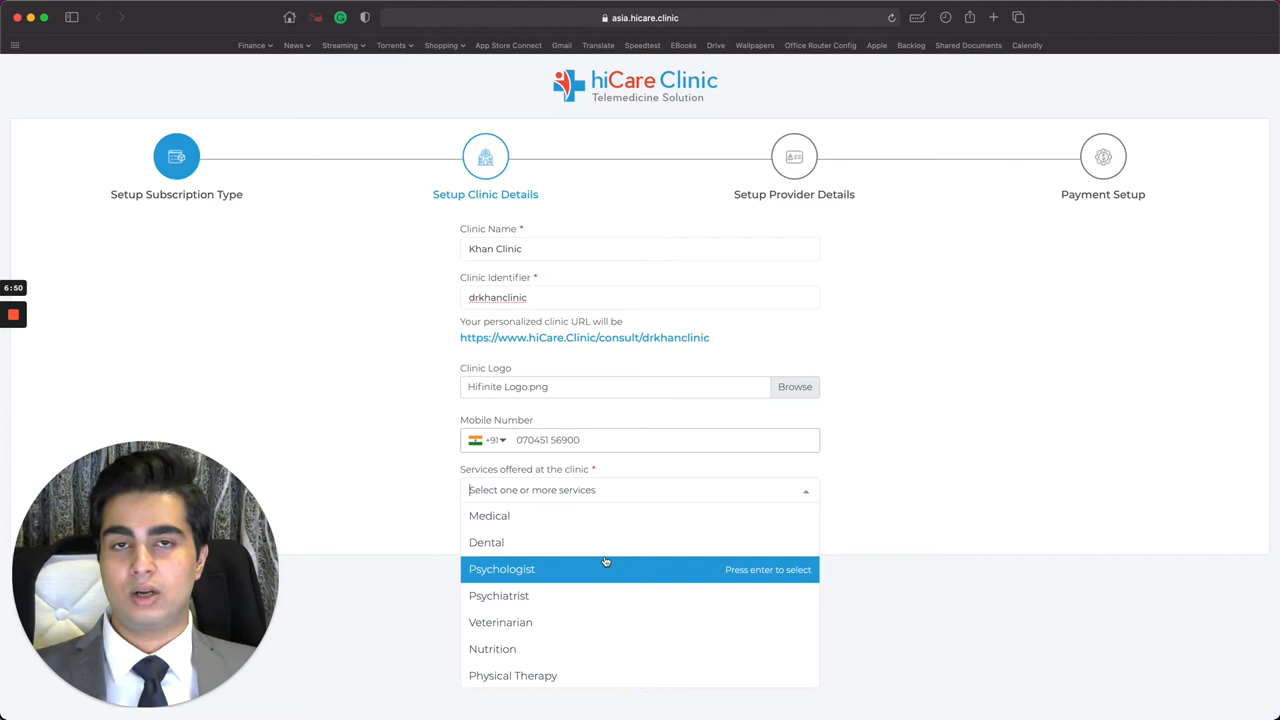 asia.hicare.clinic
Finance News Streaming Torrents Shopping App Store Connect Gmail Translate Speedtest EBooks Drive Wallpapers Office Router Config Apple Backlog Shared Documents Calendly
hiCare Clinic
Telemedicine Solution
Setup Subscription Type Setup Clinic Details Setup Provider Details Payment Setup
Clinic Name *
Khan Clinic
Clinic Identifier *
drkhanclinic
Your personalized clinic URL will be
https://www.hiCare.Clinic/consult/drkhanclinic
Clinic Logo
Hifinite Logo.png Browse
Mobile Number
+91 070451 56900
Services offered at the clinic *
Select one or more services
Medical
Dental
Psychologist Press enter to select
Psychiatrist
Veterinarian
Nutrition
Physical Therapy
6:50